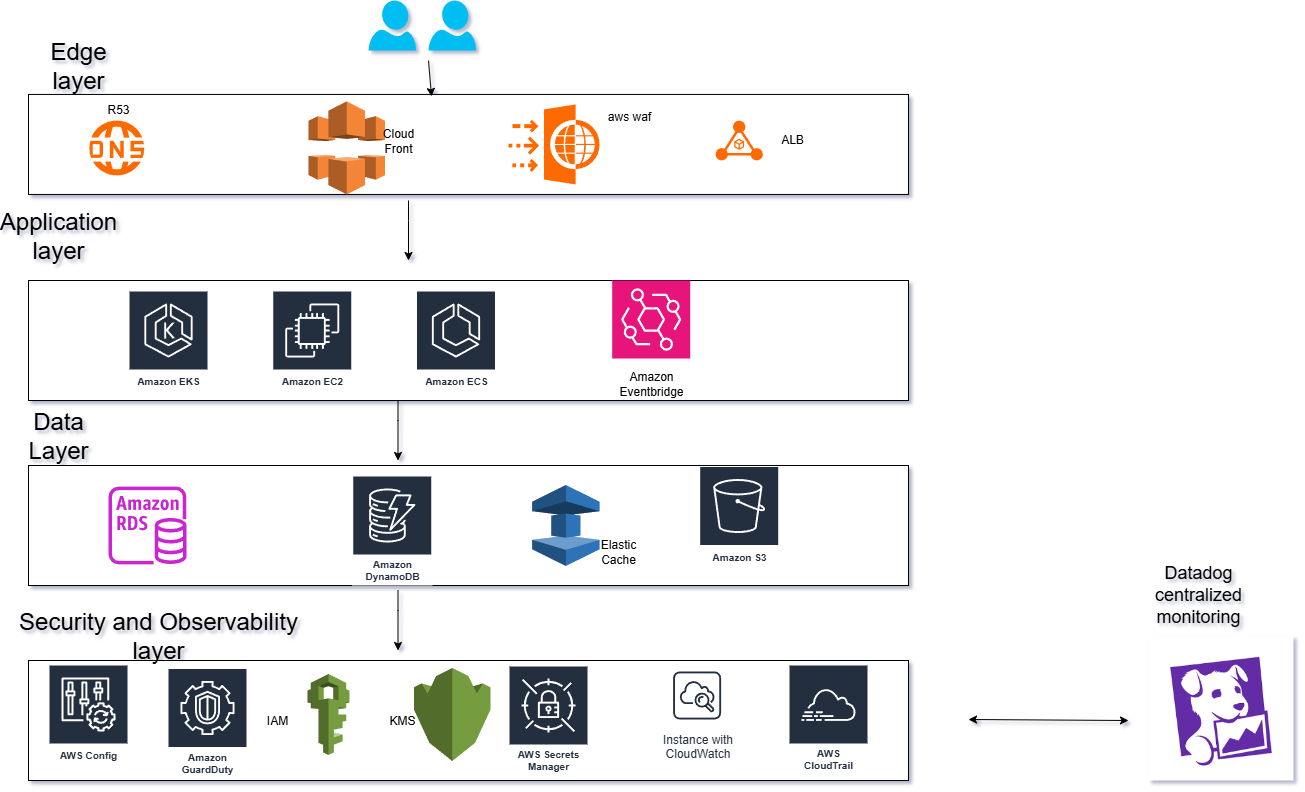 Edge
layer
R53
DNS
Cloud
Front
aws waf
ALB
Application
layer
K
Amazon EKS
Amazon EC2
Amazon ECS
Amazon
Eventbridge
Data
Layer
Amazon
RDS
Amazon
DynamoDB
Elastic
Cache
Amazon S3
Datadog
centralized
monitoring
Security and Observability
layer
AWS Config
Amazon
GuardDuty
IAM
KMS
AWS Secrets
Manager
Instance with
CloudWatch
AWS
CloudTrail